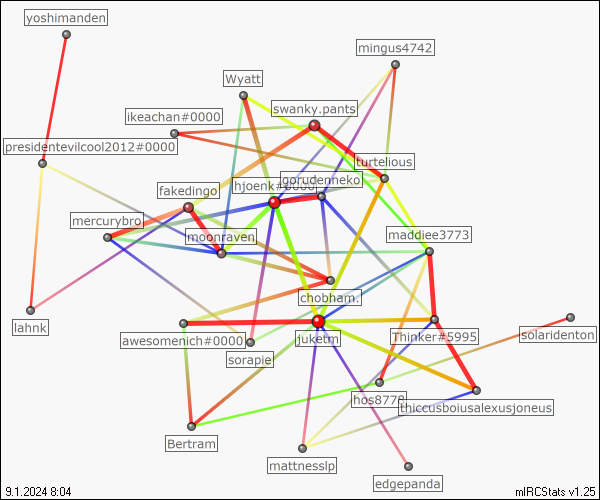 yoshimanden
mingus4742
Wyatt
swanky.pants
ikeachan#0000
presidentevilcool2012#0000
turtelious
gorudenneko
hjoenk#0000
fakedingo
mercurybro
moonraven
maddiee3773
chobham.
lahnk
awesomenich#0000
juketm
Thinker#5995
solaridenton
sorapie
hos8778
thiccusboiusalexusjoneus
Bertram
mattnesslp
edgepanda
9.1.2024 8:04
mIRCStats v1.25